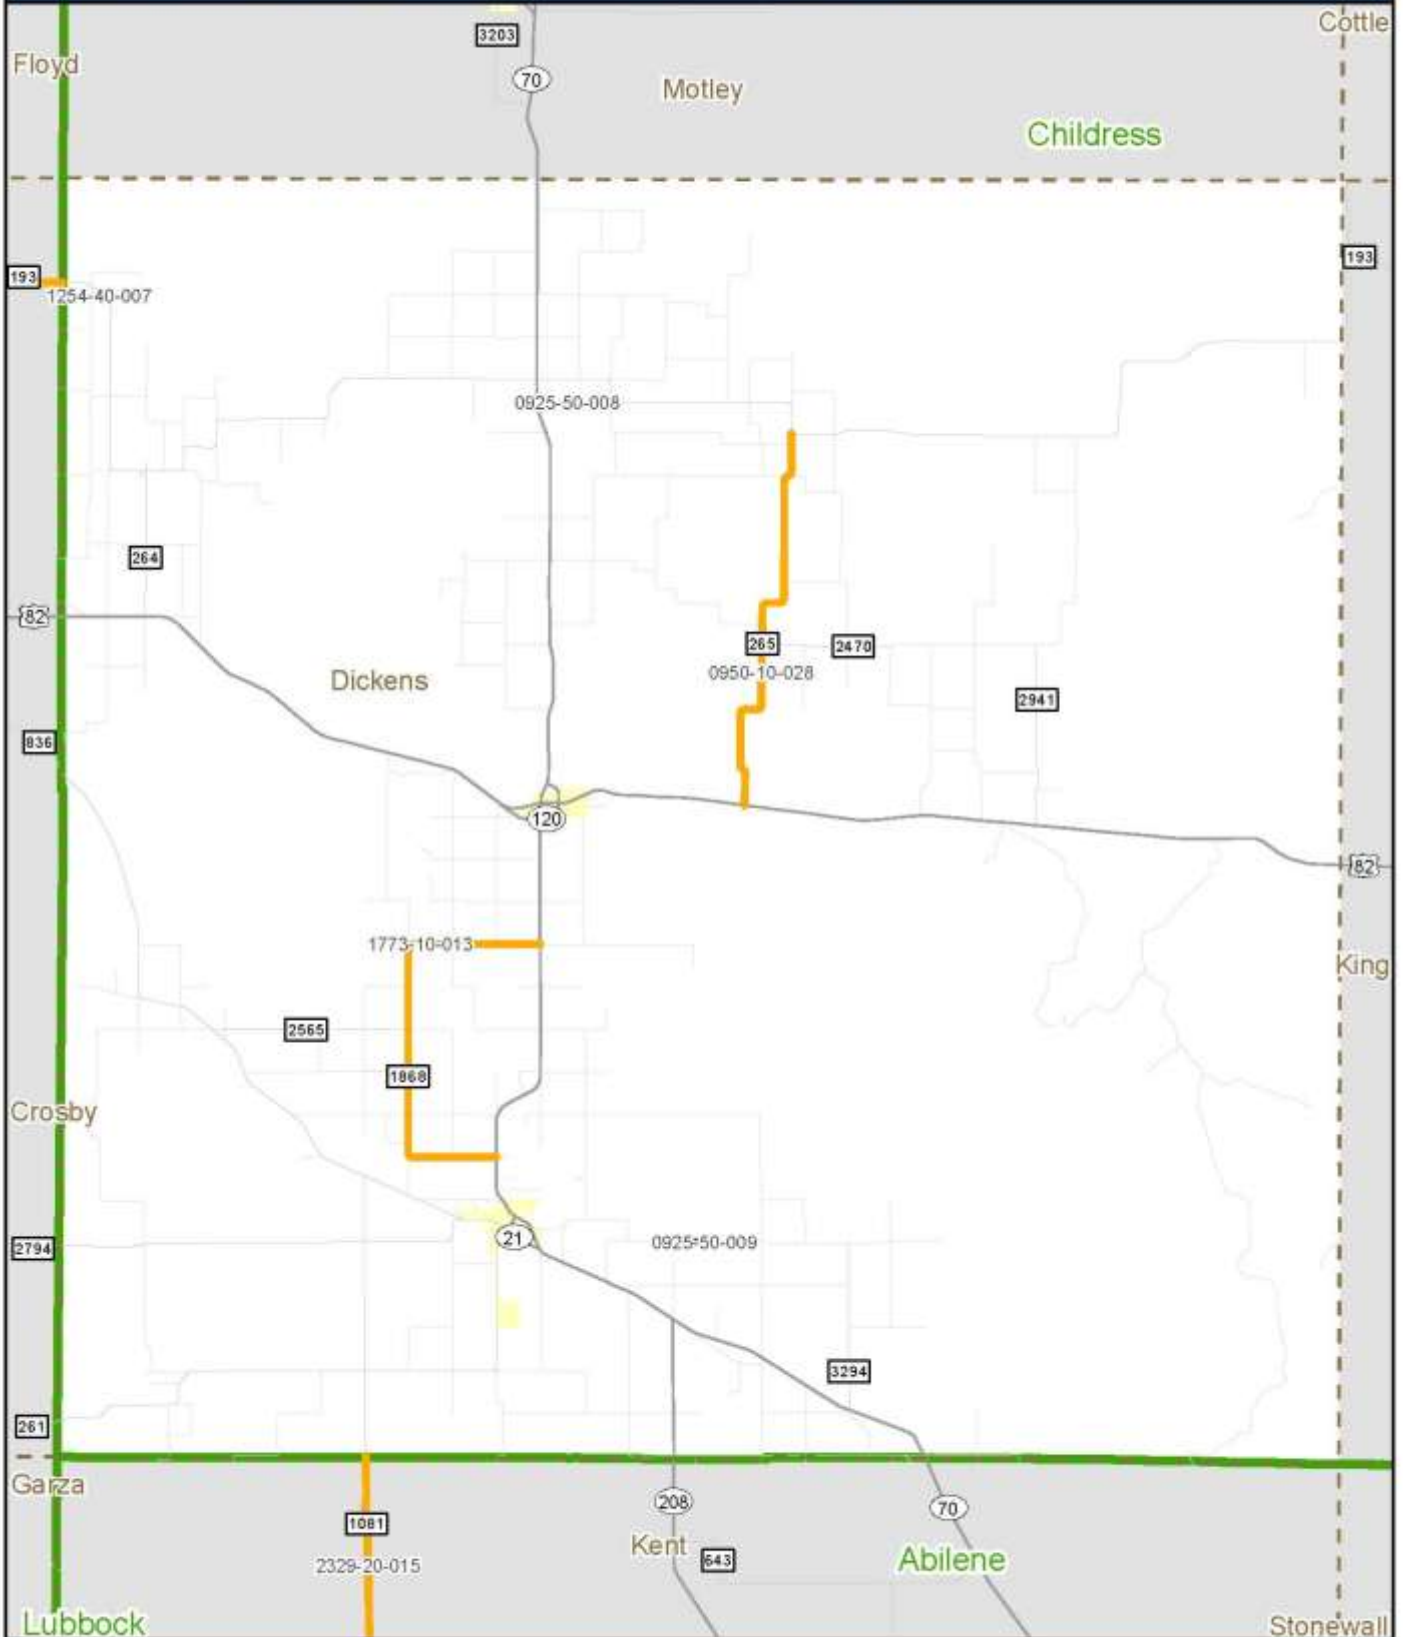 Cottle
3203
Floyd
70
Motley
Childress
193
193
1254-40-007
0925-50-008
264
82
265
2470
0950-10-028
Dickens
2941
836
120
82
1773-10-013
King
2565
1868
Crosby
21
0925-50-009
2794
3294
261
Garza
208
70
1081
Kent
643
Abilene
2329-20-015
Lubbock
Stonewall